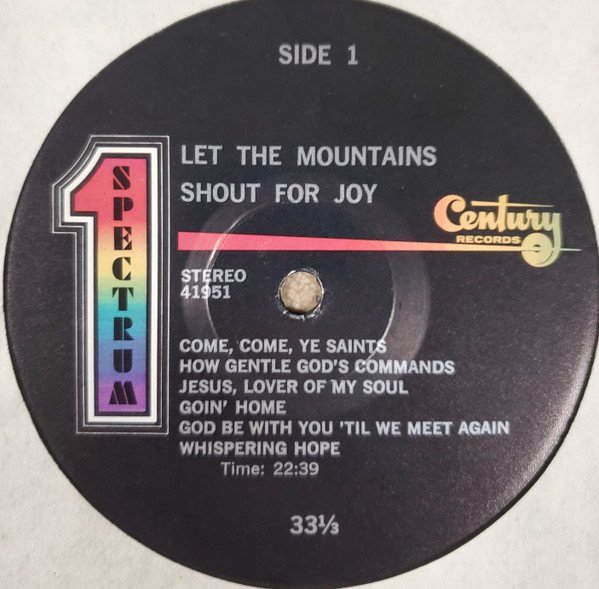 SIDE 1
LET THE MOUNTAINS
SHOUT FOR JOY
1
SPECTRUM
Century
RECORDS
STEREO
41951
COME, COME, YE SAINTS
HOW GENTLE GOD'S COMMANDS
JESUS, LOVER OF MY SOUL
GOIN' HOME
GOD BE WITH YOU 'TIL WE MEET AGAIN
WHISPERING HOPE
Time: 22:39
33⅓